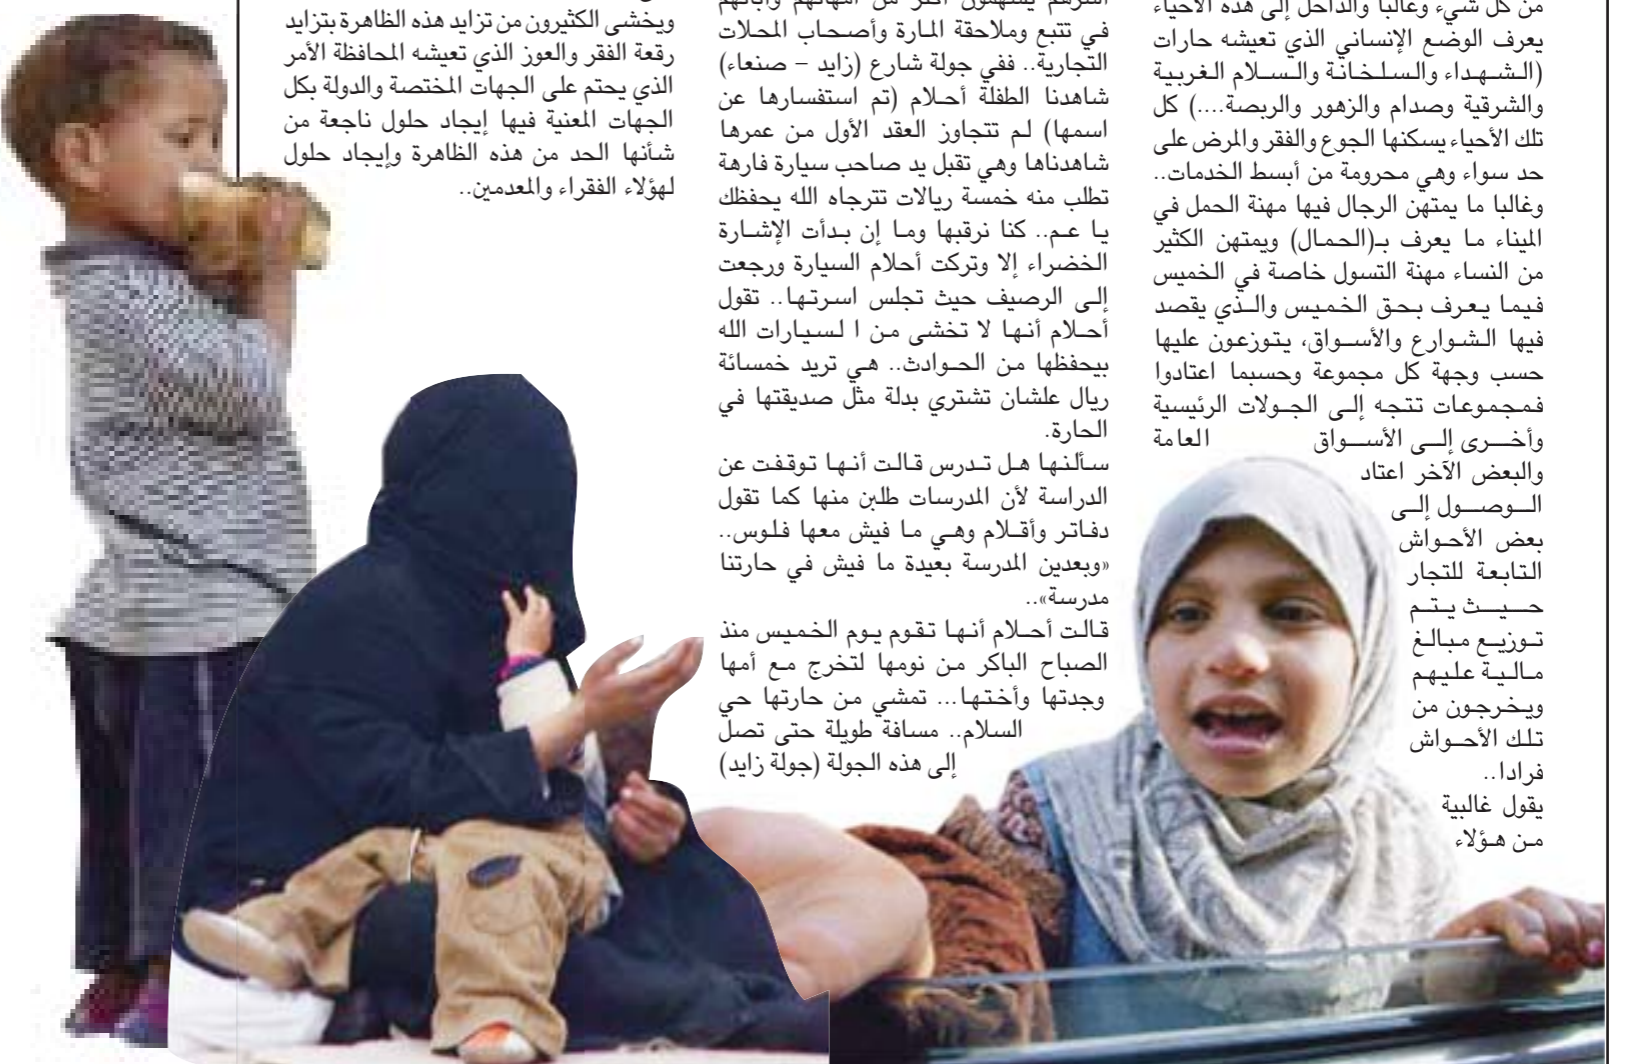 من كل شيء وغالبا والداخل إلى هذه الأحياء
يعرف الوضع الإنساني الذي تعيشه حارات
(الشهداء والسلخانة والسلام الغربية
والشرقية وصدام والزهور والربصة....) كل
تلك الأحياء يسكنها الجوع والفقر والمرض على
حد سواء وهي محرومة من أبسط الخدمات..
وغالبا ما يمتهن الرجال فيها مهنة الحمل في
الميناء ما يعرف بـ(الحمال) ويمتهن الكثير
من النساء مهنة التسول خاصة في الخميس
فيما يعرف بحق الخميس والذي يقصد
فيها الشوارع والأسواق، يتوزعون عليها
حسب وجهة كل مجموعة وحسبما اعتادوا
فمجموعات تتجه إلى الجولات الرئيسية
وأخرى إلى الأسواق العامة
والبعض الآخر اعتاد
الوصول إلى
بعض الأحواش
التابعة للتجار
حيث يتم
توزيع مبالغ
مالية عليهم
ويخرجون من
تلك الأحواش
فرادا..
يقول غالبية
من هؤلاء
في تتبع وملاحقة المارة وأصحاب المحلات
التجارية.. ففي جولة شارع (زايد – صنعاء)
شاهدنا الطفلة أحلام (تم استفسارها عن
اسمها) لم تتجاوز العقد الأول من عمرها
شاهدناها وهي تقبل يد صاحب سيارة فارهة
تطلب منه خمسة ريالات تترجاه الله يحفظك
يا عم.. كنا نرقبها وما إن بدأت الإشارة
الخضراء إلا وتركت أحلام السيارة ورجعت
إلى الرصيف حيث تجلس اسرتها.. تقول
أحلام أنها لا تخشى من ا لسيارات الله
بيحفظها من الحوادث.. هي تريد خمسائة
ريال علشان تشتري بدلة مثل صديقتها في
الحارة.
سألنها هل تدرس قالت أنها توقفت عن
الدراسة لأن المدرسات طلبن منها كما تقول
دفاتر وأقلام وهي ما فيش معها فلوس..
«وبعدين المدرسة بعيدة ما فيش في حارتنا
مدرسة»..
قالت أحلام أنها تقوم يوم الخميس منذ
الصباح الباكر من نومها لتخرج مع أمها
وجدتها وأختها... تمشي من حارتها حي
السلام.. مسافة طويلة حتى تصل
إلى هذه الجولة (جولة زايد)
ويخشى الكثيرون من تزايد هذه الظاهرة بتزايد
رقعة الفقر والعوز الذي تعيشه المحافظة الأمر
الذي يحتم على الجهات المختصة والدولة بكل
الجهات المعنية فيها إيجاد حلول ناجعة من
شأنها الحد من هذه الظاهرة وإيجاد حلول
لهؤلاء الفقراء والمعدمين..